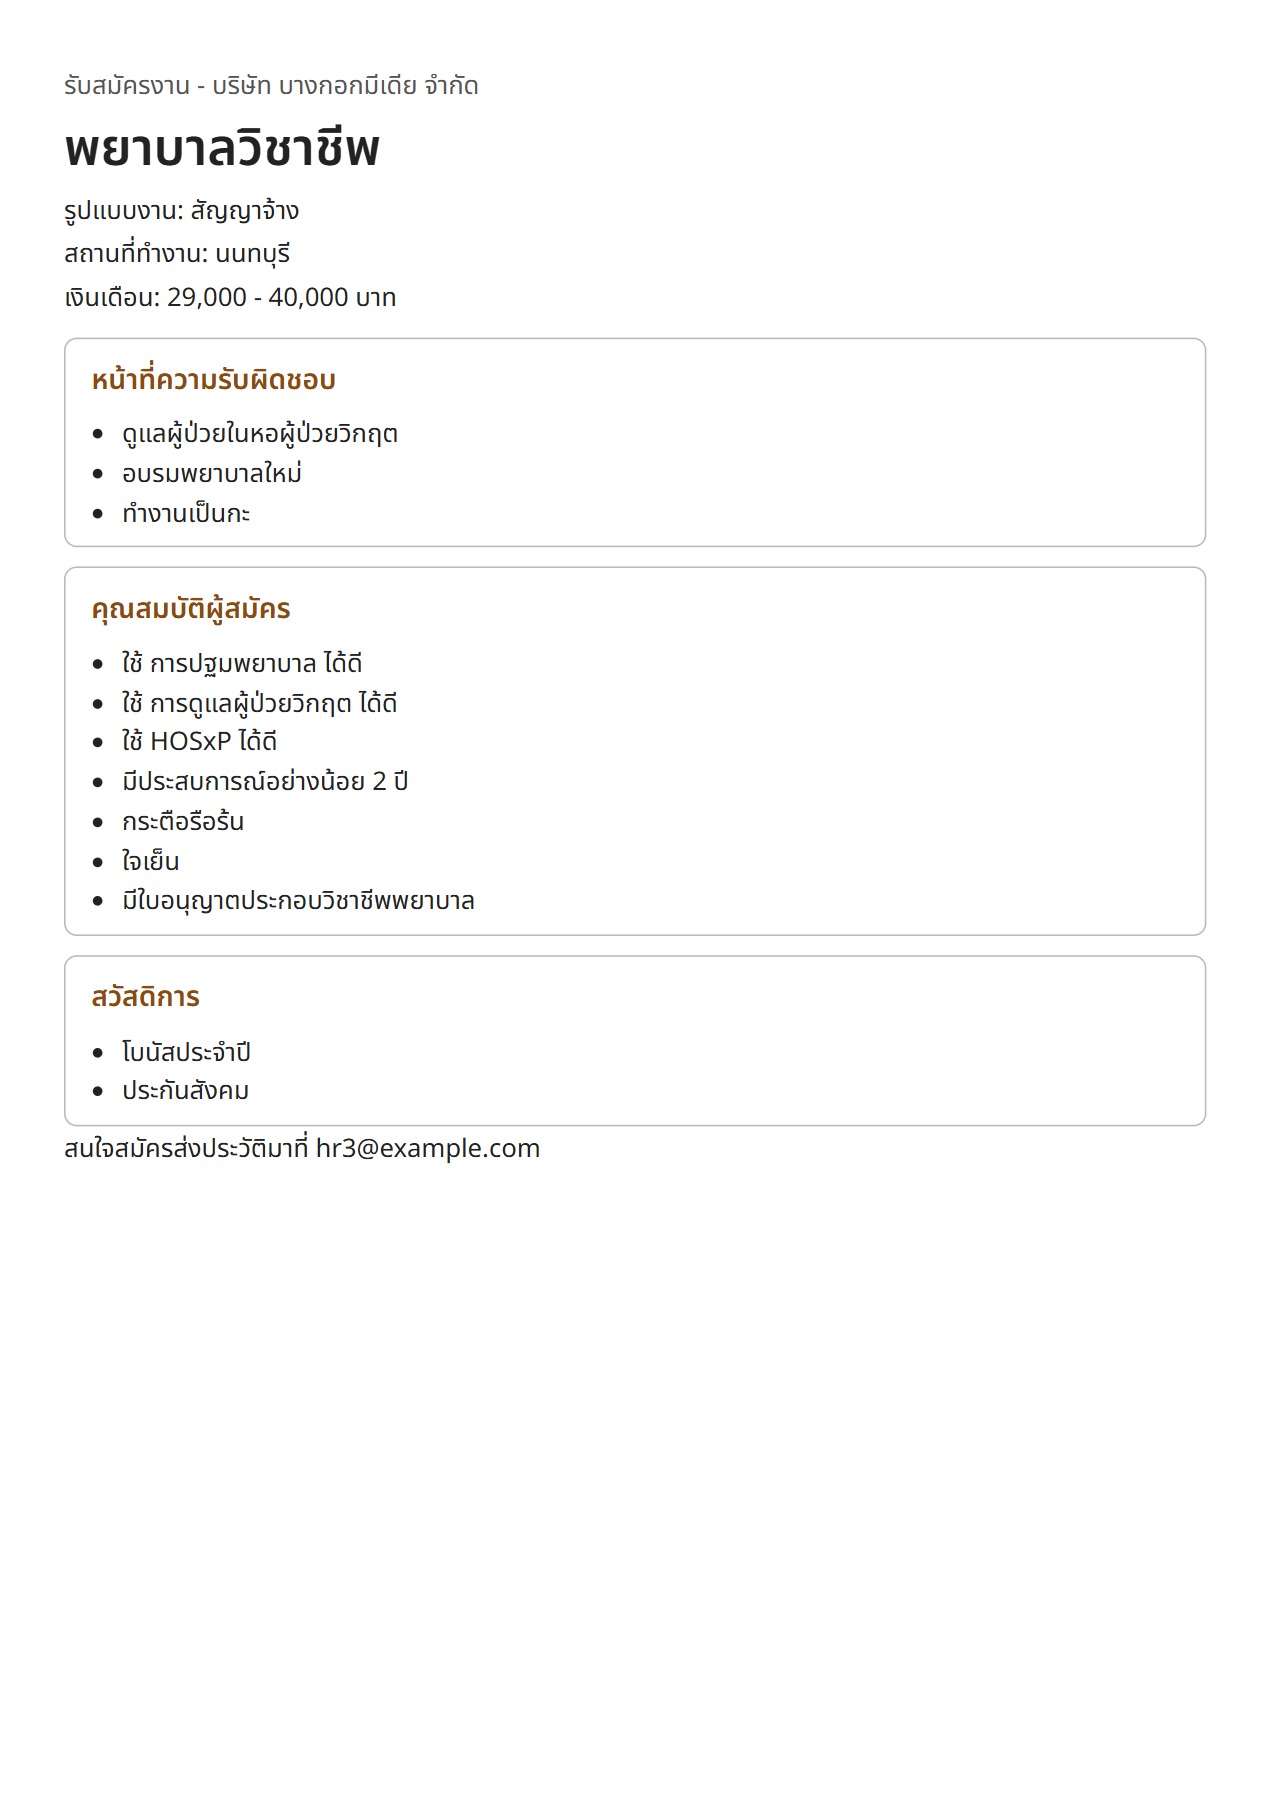 รับสมัครงาน - บริษัท บางกอกมีเดีย จำกัด
พยาบาลวิชาชีพ
รูปแบบงาน: สัญญาจ้าง
สถานที่ทำงาน: นนทบุรี
เงินเดือน: 29,000 - 40,000 บาท
หน้าที่ความรับผิดชอบ
• ดูแลผู้ป่วยในหอผู้ป่วยวิกฤต
• อบรมพยาบาลใหม่
• ทำงานเป็นกะ
คุณสมบัติผู้สมัคร
• ใช้ การปฐมพยาบาล ได้ดี
• ใช้ การดูแลผู้ป่วยวิกฤต ได้ดี
• ใช้ HOSxP ได้ดี
• มีประสบการณ์อย่างน้อย 2 ปี
• กระตือรือร้น
• ใจเย็น
• มีใบอนุญาตประกอบวิชาชีพพยาบาล
สวัสดิการ
• โบนัสประจำปี
• ประกันสังคม
สนใจสมัครส่งประวัติมาที่ hr3@example.com